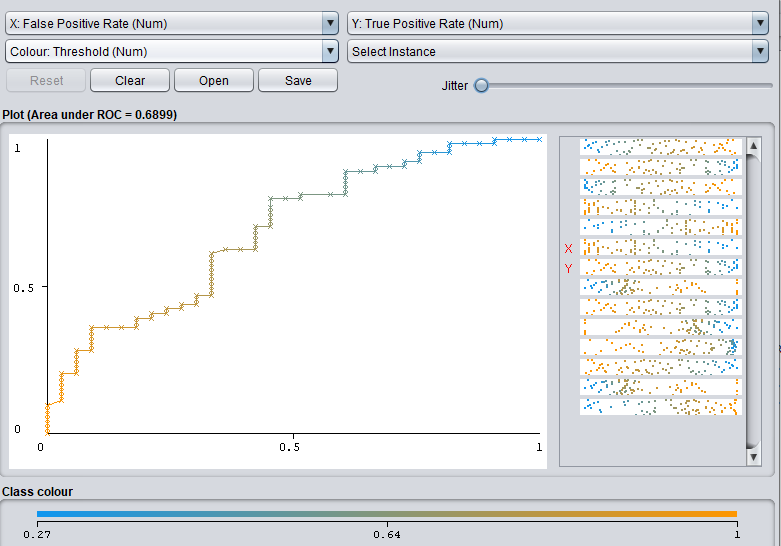 X: False Positive Rate (Num)
Y: True Positive Rate (Num)
Colour: Threshold (Num)
Select Instance
Reset
Clear
Open
Save
Jitter
Plot (Area under ROC = 0.6899)
1
0.5
0
0
0.5
1
X
Y
Class colour
0.27
0.64
1